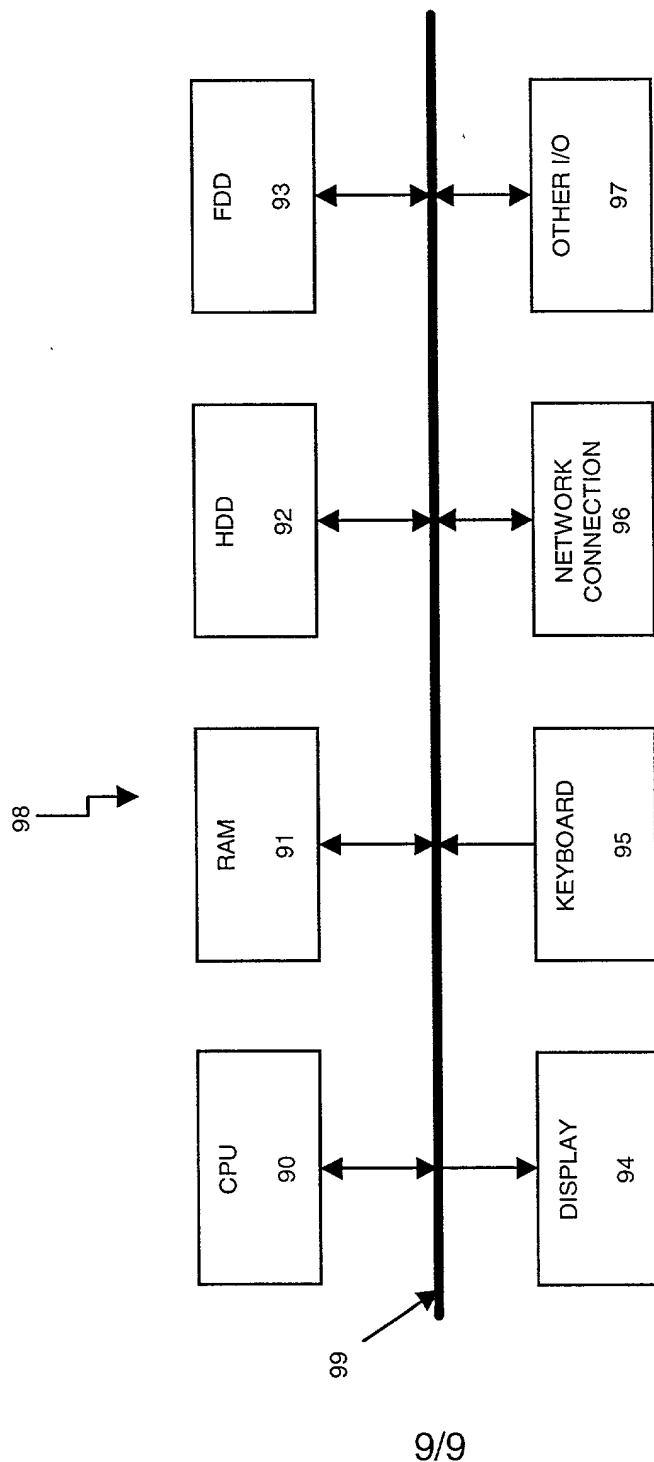 98
CPU
90
RAM
91
HDD
92
FDD
93
99
DISPLAY
94
KEYBOARD
95
NETWORK
CONNECTION
96
OTHER I/O
97
9/9